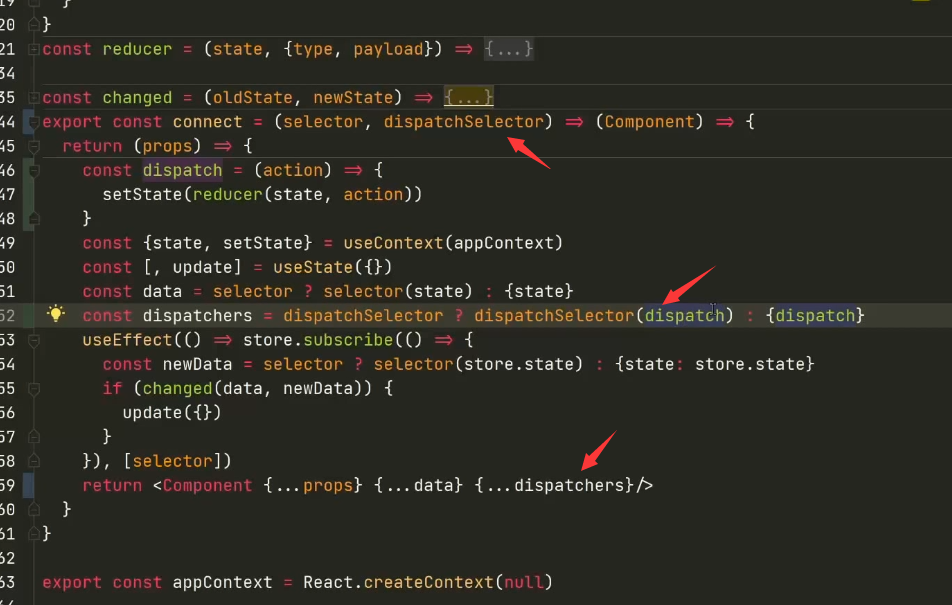 19 }
20 }
21 const reducer = (state, {type, payload}) => {...}
34
35 const changed = (oldState, newState) => {...}
44 export const connect = (selector, dispatchSelector) => (Component) => {
45 return (props) => {
46 const dispatch = (action) => {
47 setState(reducer(state, action))
48 }
49 const {state, setState} = useContext(appContext)
50 const [, update] = useState({})
51 const data = selector ? selector(state) : {state}
52 const dispatchers = dispatchSelector ? dispatchSelector(dispatch) : {dispatch}
53 useEffect(() => store.subscribe(() => {
54 const newData = selector ? selector(store.state) : {state: store.state}
55 if (changed(data, newData)) {
56 update({})
57 }
58 }), [selector])
59 return <Component {...props} {...data} {...dispatchers}/>
60 }
61 }
62
63 export const appContext = React.createContext(null)